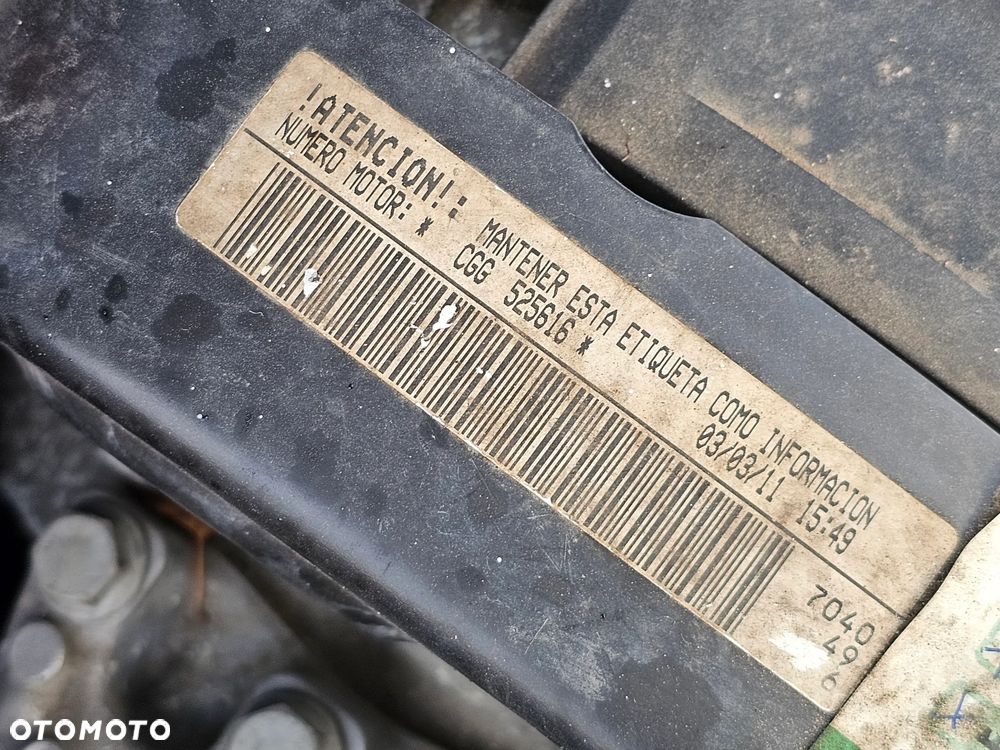 !ATENCION!: MANTENER ESTA ETIQUETA COMO INFORMACION
NUMERO MOTOR: * CGG 525616 * 03/03/11 15:49
7040
49
6
OTOMOTO